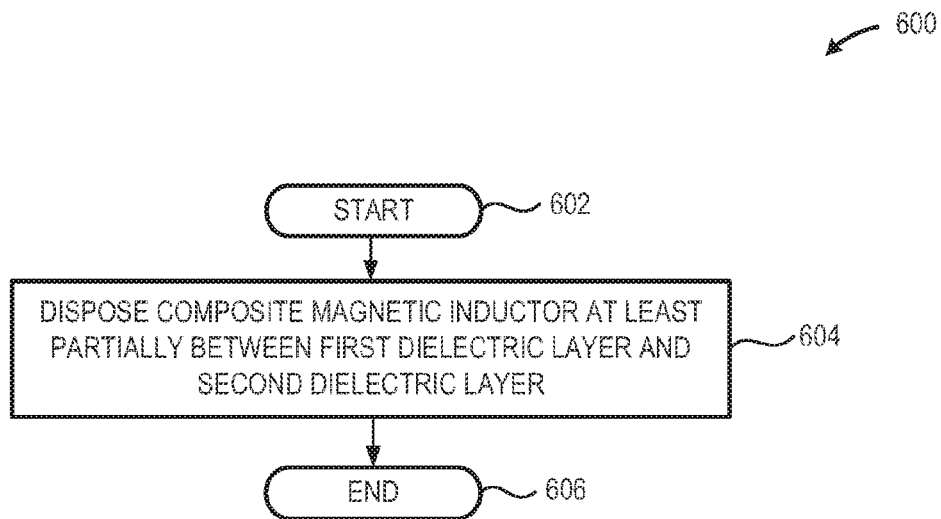 600
START
602
DISPOSE COMPOSITE MAGNETIC INDUCTOR AT LEAST
PARTIALLY BETWEEN FIRST DIELECTRIC LAYER AND
SECOND DIELECTRIC LAYER
604
END
606